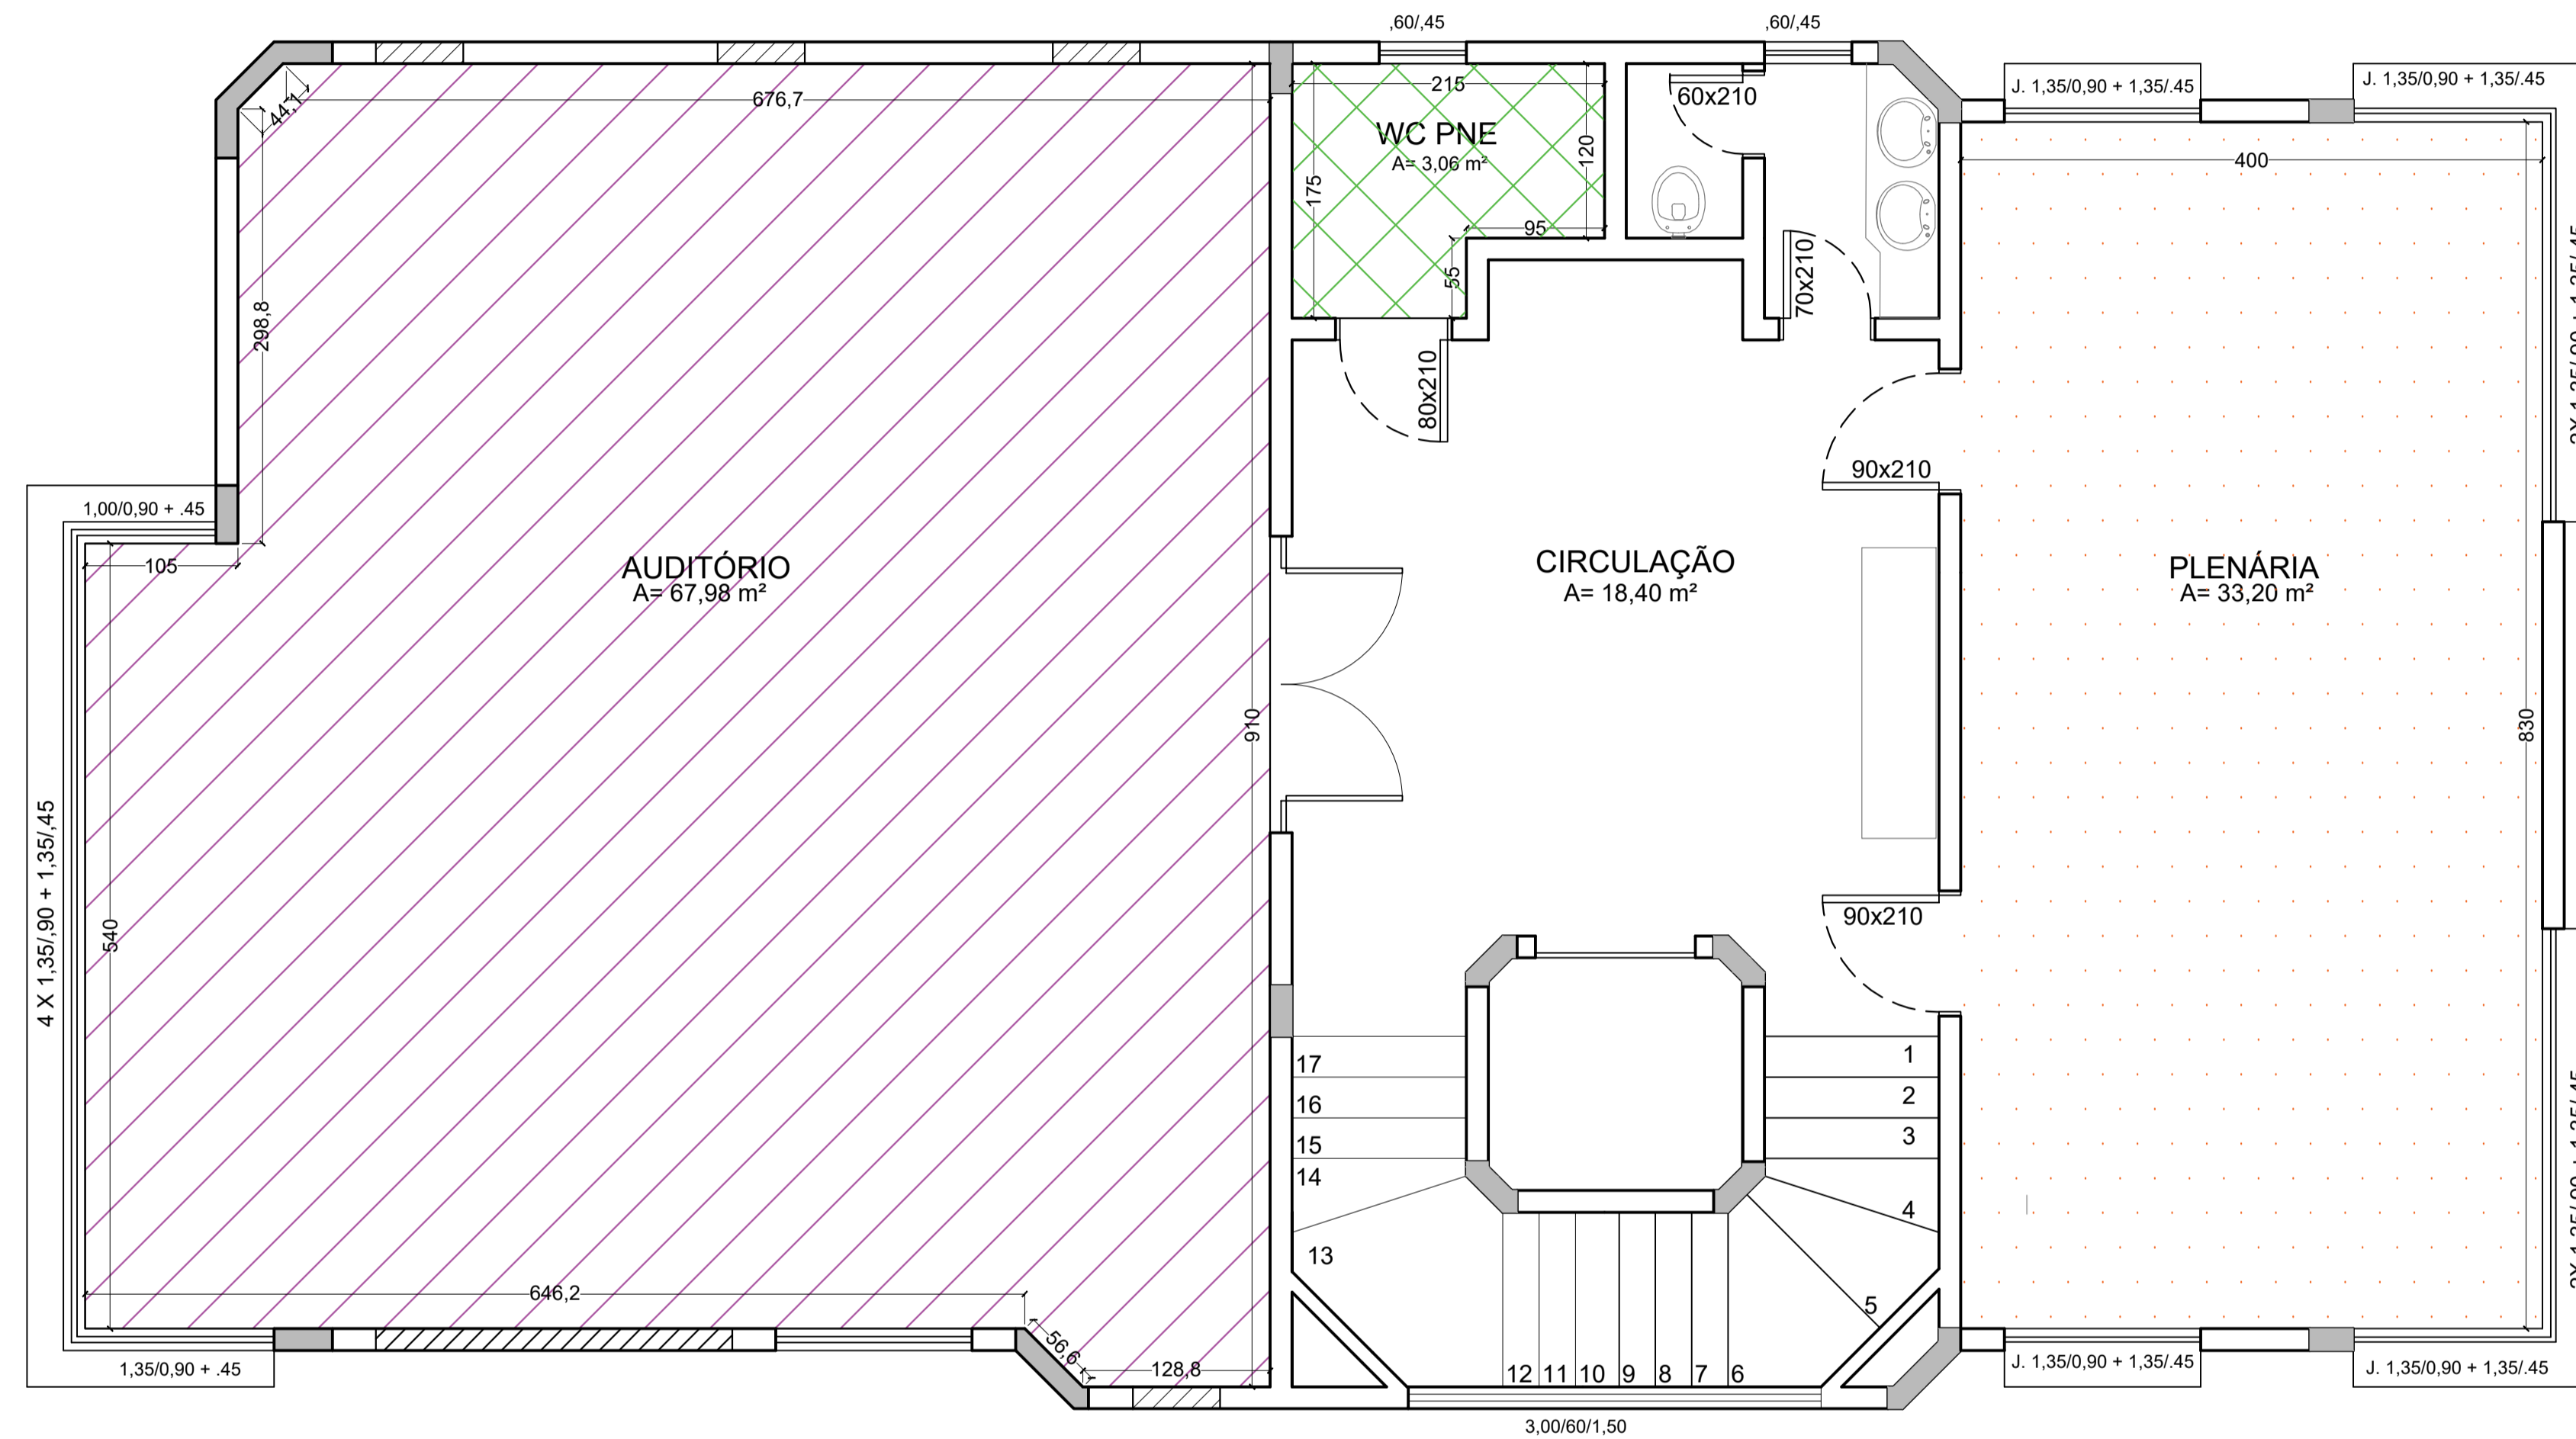 ,60/,45
,60/,45
J. 1,35/0,90 + 1,35/.45
J. 1,35/0,90 + 1,35/.45
44,1
676,7
215
60x210
WC PNE
A= 3,06 m²
120
175
400
95
55
70x210
298,8
80x210
90x210
1,00/0,90 + .45
105
AUDITÓRIO
A= 67,98 m²
CIRCULAÇÃO
A= 18,40 m²
PLENÁRIA
A= 33,20 m²
910
830
4 X 1,35/,90 + 1,35/,45
540
90x210
17
16
15
14
13
1
2
3
4
5
646,2
56,6
128,8
12
11
10
9
8
7
6
1,35/0,90 + .45
J. 1,35/0,90 + 1,35/.45
J. 1,35/0,90 + 1,35/.45
3,00/60/1,50